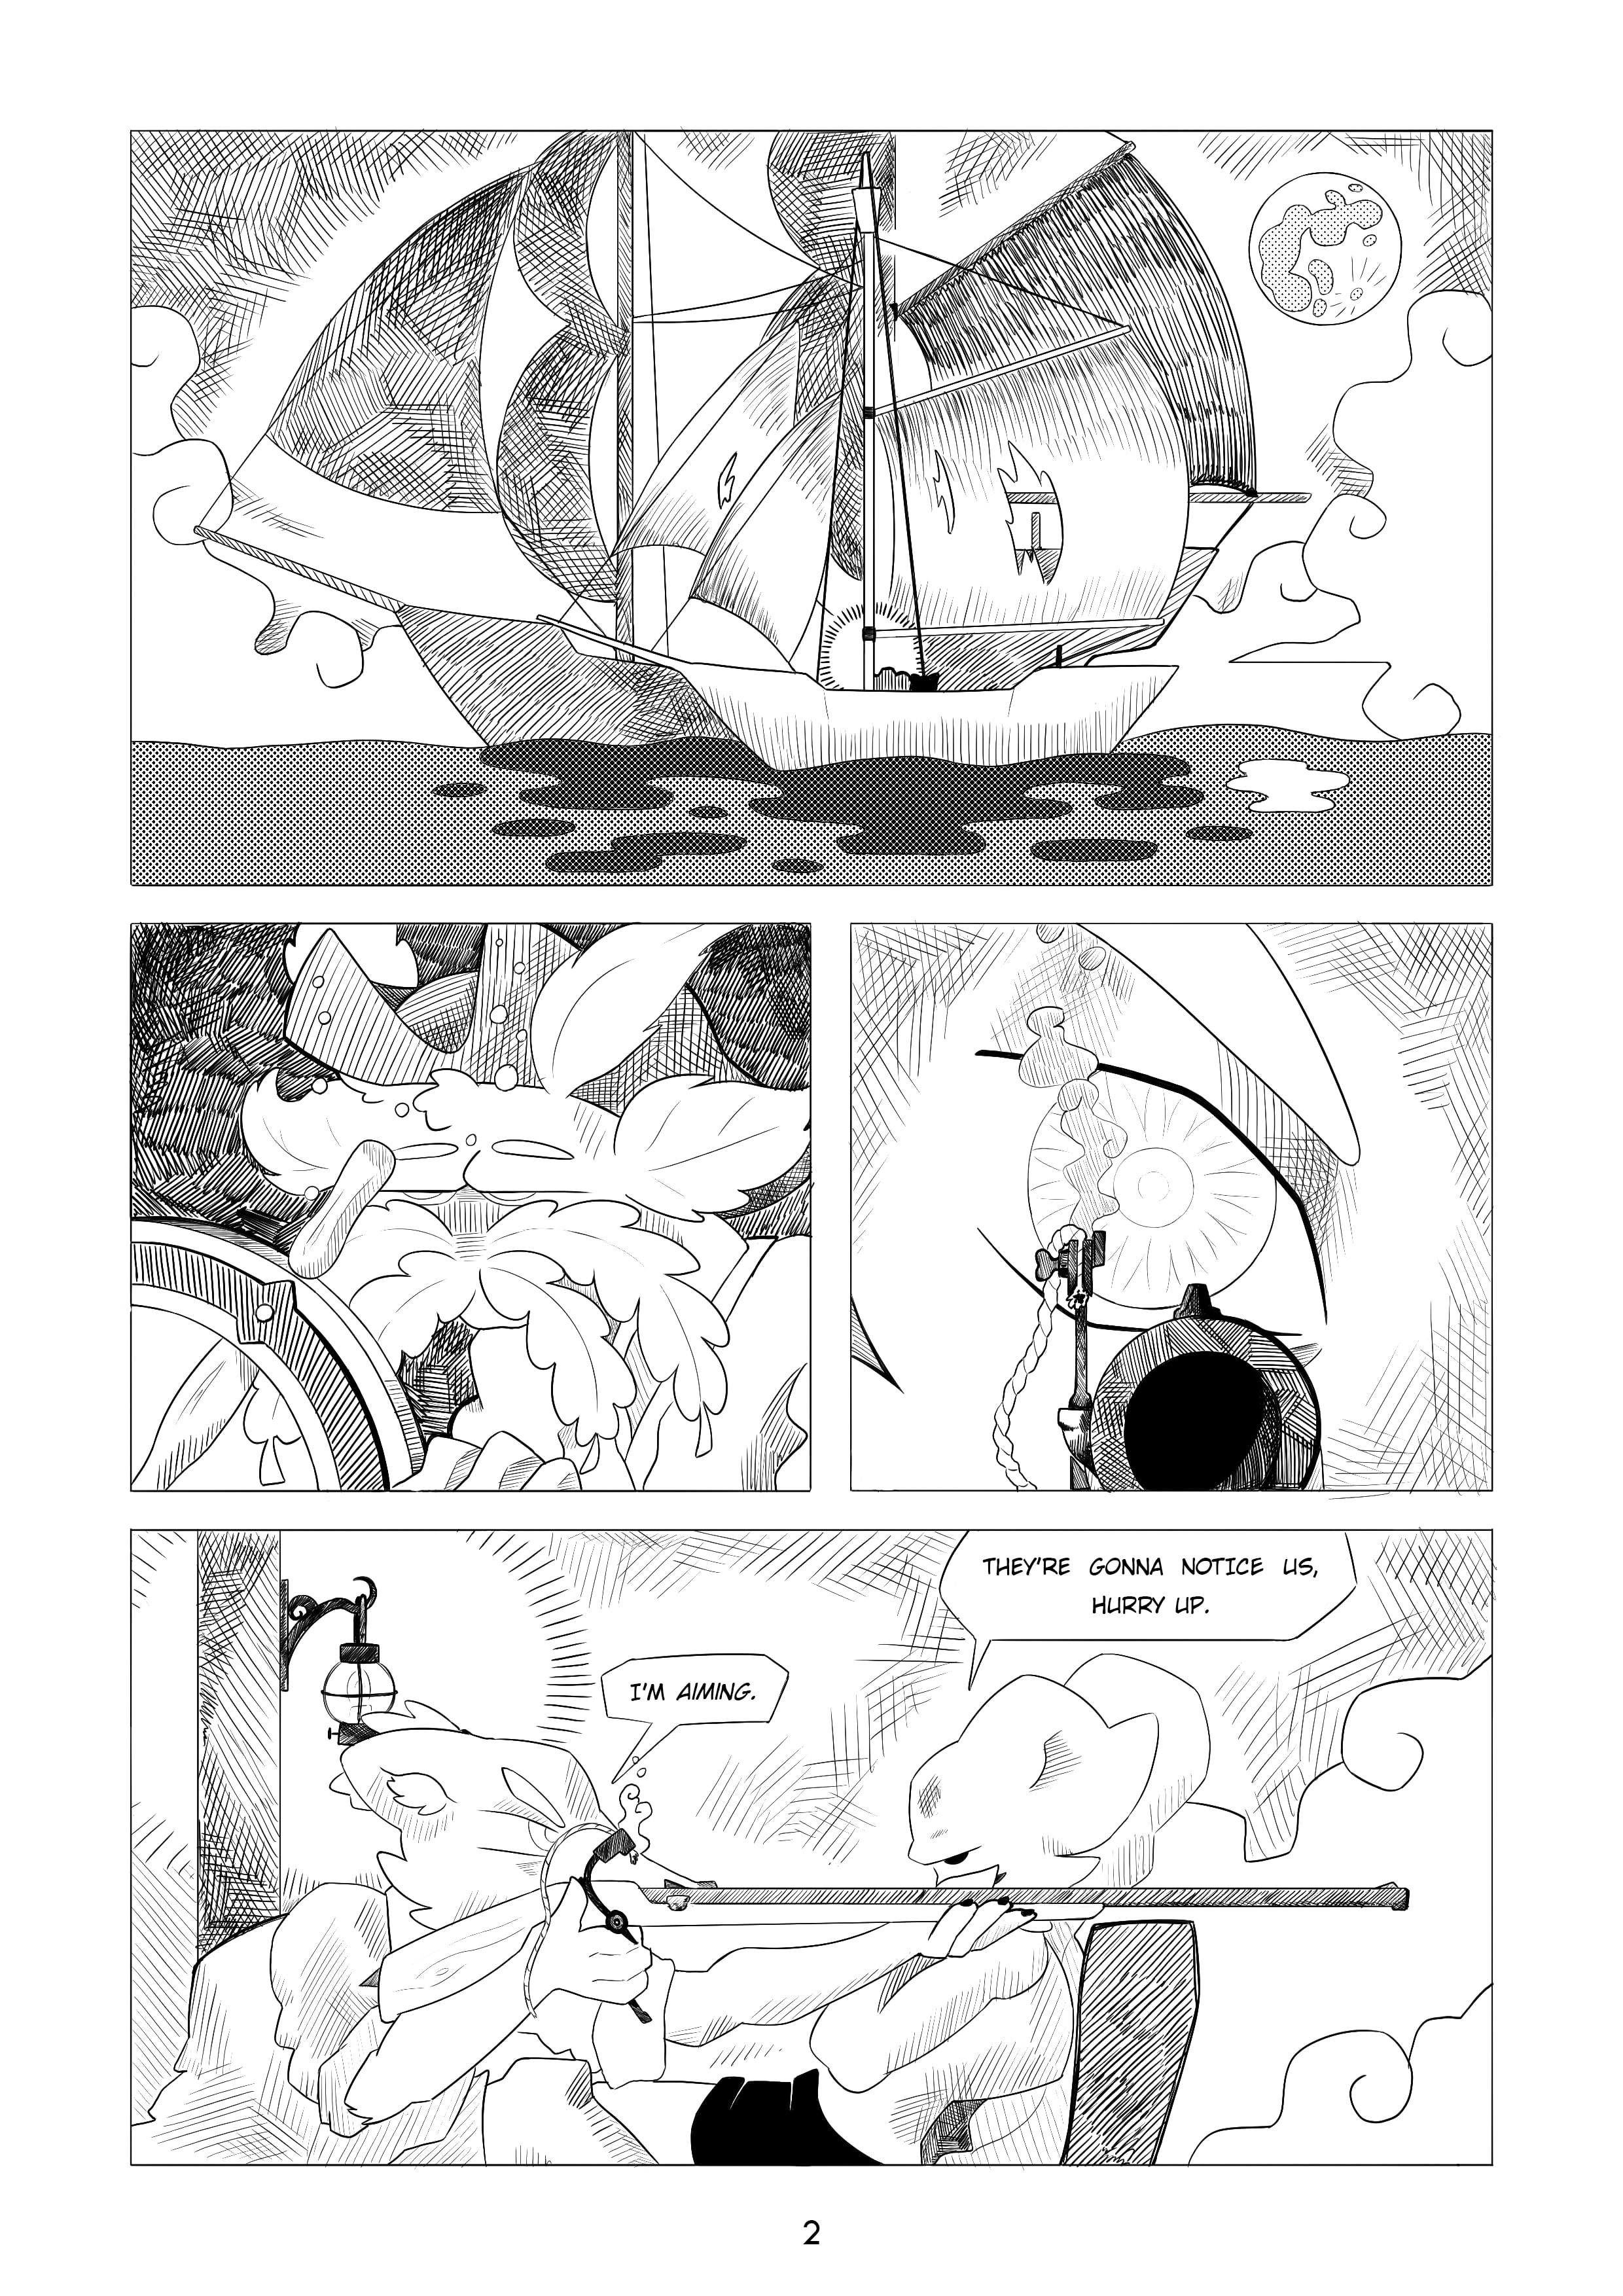 THEY'RE GONNA NOTICE US,
HURRY UP.
I'M AIMING.
2